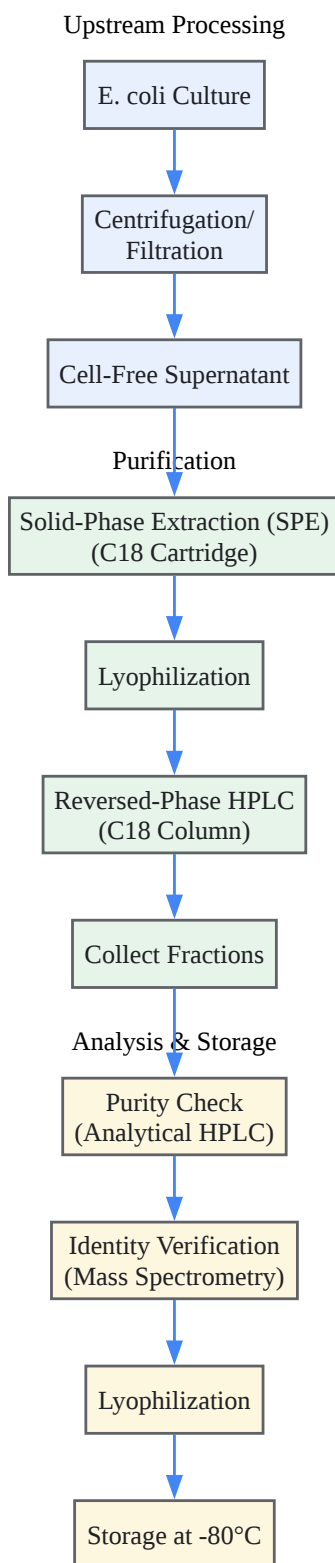 Upstream Processing
E. coli Culture
Centrifugation/
Filtration
Cell-Free Supernatant
Purification
Solid-Phase Extraction (SPE)
(C18 Cartridge)
Lyophilization
Reversed-Phase HPLC
(C18 Column)
Collect Fractions
Analysis & Storage
Purity Check
(Analytical HPLC)
Identity Verification
(Mass Spectrometry)
Lyophilization
Storage at -80°C